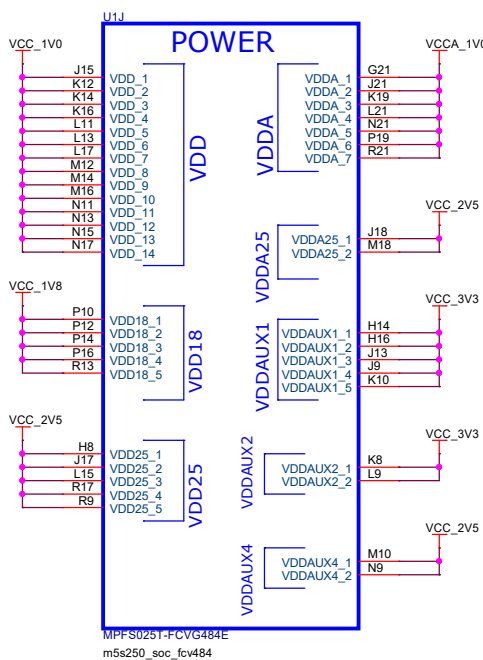 U1J
POWER
VCC_1V0
J15 VDD_1
K12 VDD_2
K14 VDD_3
K16 VDD_4
L11 VDD_5
L13 VDD_6
L17 VDD_7
M12 VDD_8
M14 VDD_9
M16 VDD_10
N11 VDD_11
N13 VDD_12
N15 VDD_13
N17 VDD_14
VDD
VCC_1V8
P10 VDD18_1
P12 VDD18_2
P14 VDD18_3
P16 VDD18_4
R13 VDD18_5
VDD18
VCC_2V5
H8 VDD25_1
J17 VDD25_2
L15 VDD25_3
R17 VDD25_4
R9 VDD25_5
VDD25
VCCA_1V0
VDDA
VDDA_1 G21
VDDA_2 J21
VDDA_3 K19
VDDA_4 L21
VDDA_5 N21
VDDA_6 P19
VDDA_7 R21
VCC_2V5
VDDA25
VDDA25_1 J18
VDDA25_2 M18
VCC_3V3
VDDAUX1
VDDAUX1_1 H14
VDDAUX1_2 H16
VDDAUX1_3 J13
VDDAUX1_4 J9
VDDAUX1_5 K10
VCC_3V3
VDDAUX2
VDDAUX2_1 K8
VDDAUX2_2 L9
VCC_2V5
VDDAUX4
VDDAUX4_1 M10
VDDAUX4_2 N9
MPFS025T-FCVG484E
m5s250_soc_fcv484